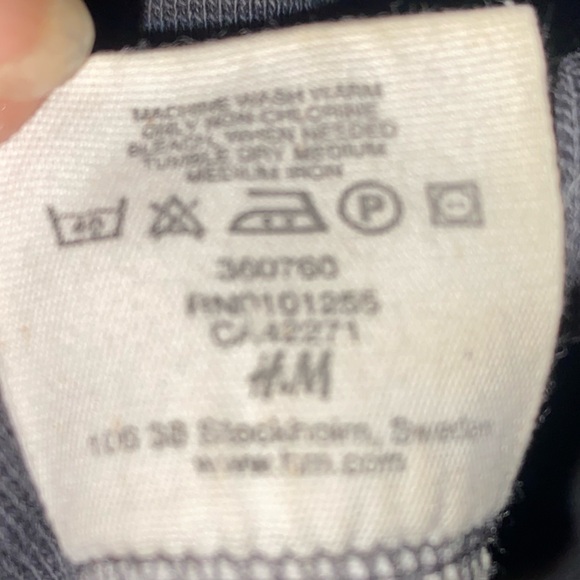 MACHINE WASH WARM
ONLY NON-CHLORINE
BLEACH WHEN NEEDED
TUMBLE DRY MEDIUM
MEDIUM IRON
40 P
360760
RN0101255
CA42271
H&M
106 38 Stockholm, Sweden
www.hm.com